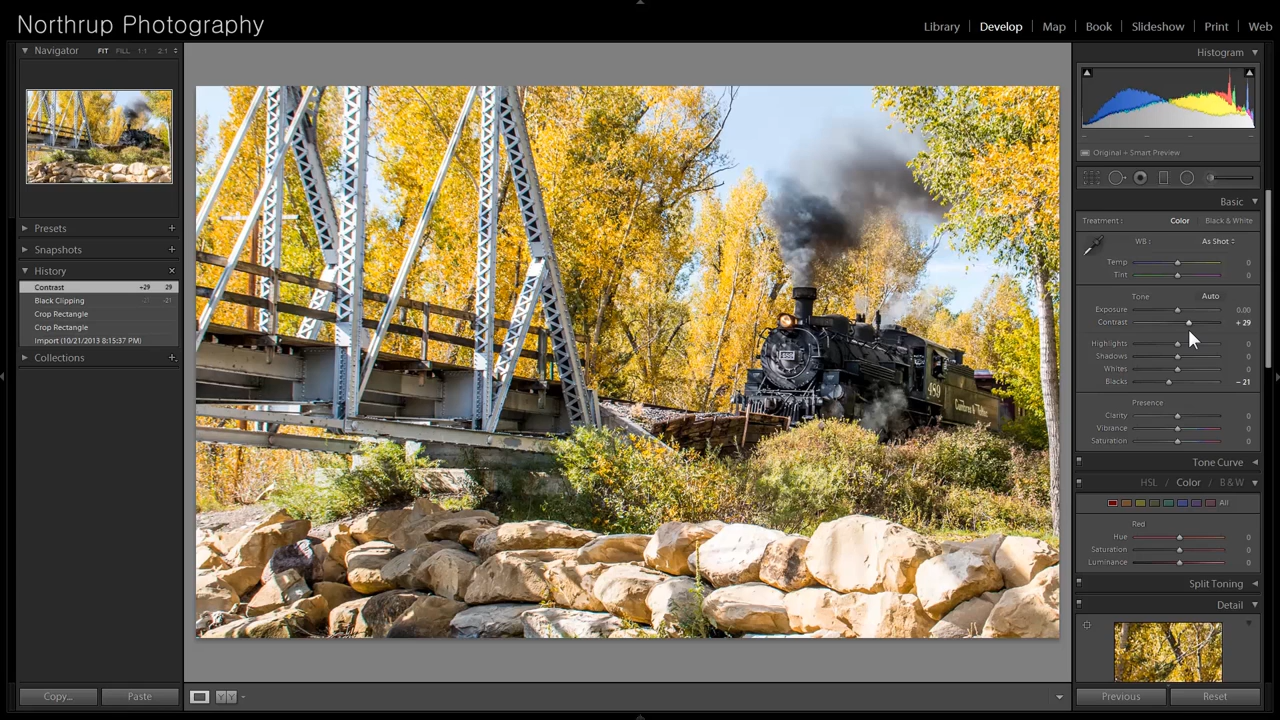 Northrup Photography
Library | Develop | Map | Book | Slideshow | Print | Web
Navigator FIT FILL 1:1 2:1
Histogram
Original + Smart Preview
Presets
Snapshots
History
Contrast +29 29
Black Clipping -21 -21
Crop Rectangle
Crop Rectangle
Import (10/21/2013 8:15:37 PM)
Collections
Basic
Treatment : Color Black & White
WB : As Shot
Temp 0
Tint 0
Tone Auto
Exposure 0.00
Contrast + 29
Highlights 0
Shadows 0
Whites 0
Blacks − 21
Presence
Clarity 0
Vibrance 0
Saturation 0
Tone Curve
HSL / Color / B & W
All
Red
Hue 0
Saturation 0
Luminance 0
Split Toning
Detail
489
Copy... Paste
YY
Previous Reset